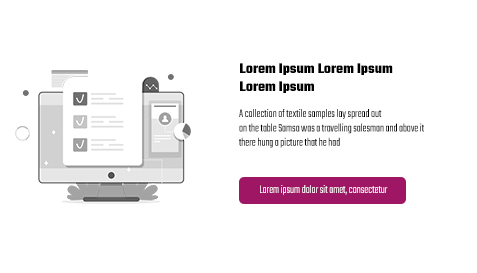 Lorem Ipsum Lorem Ipsum
Lorem Ipsum
A collection of textile samples lay spread out
on the table Samsa was a travelling salesman and above it
there hung a picture that he had
Lorem ipsum dolor sit amet, consectetur